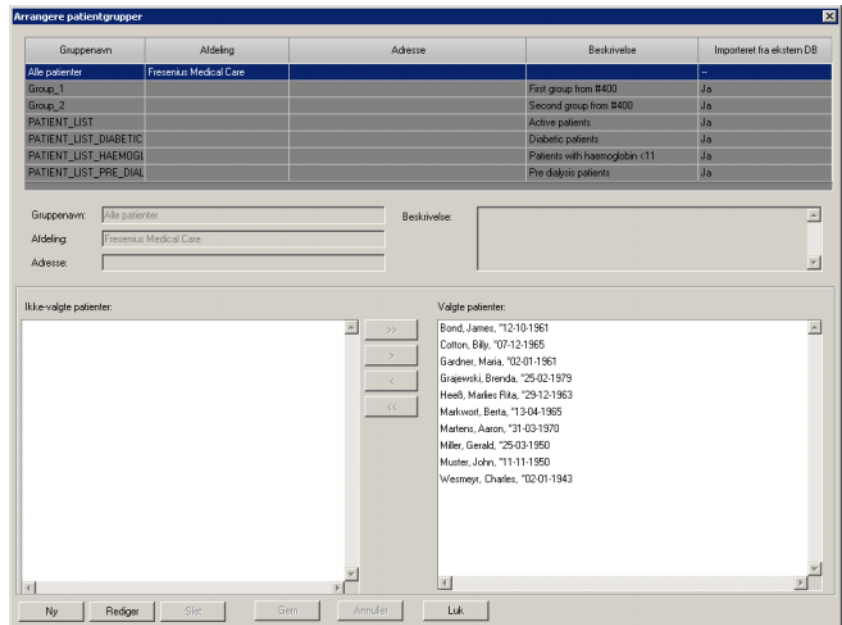 Arrangere patientgrupper
Gruppenavn Afdeling Adresse Beskrivelse Importeret fra ekstern DB
Alle patienter Fresenius Medical Care --
Group_1 First group from #400 Ja
Group_2 Second group from #400 Ja
PATIENT_LIST Active patients Ja
PATIENT_LIST_DIABETIC Diabetic patients Ja
PATIENT_LIST_HAEMOGL Patients with haemoglobin <11 Ja
PATIENT_LIST_PRE_DIAL Pre dialysis patients Ja
Gruppenavn: Alle patienter Beskrivelse:
Afdeling: Fresenius Medical Care
Adresse:
Ikke-valgte patienter: Valgte patienter:
>> Bond, James, *12-10-1961
Cotton, Billy, *07-12-1965
> Gardner, Maria, *02-01-1961
< Grajewski, Brenda, *25-02-1979
Heeß, Marlies Rita, *29-12-1963
<< Markwort, Berta, *13-04-1965
Martens, Aaron, *31-03-1970
Miller, Gerald, *25-03-1950
Muster, John, *11-11-1950
Wesmeyr, Charles, *02-01-1943
Ny Rediger Slet Gem Annuller Luk